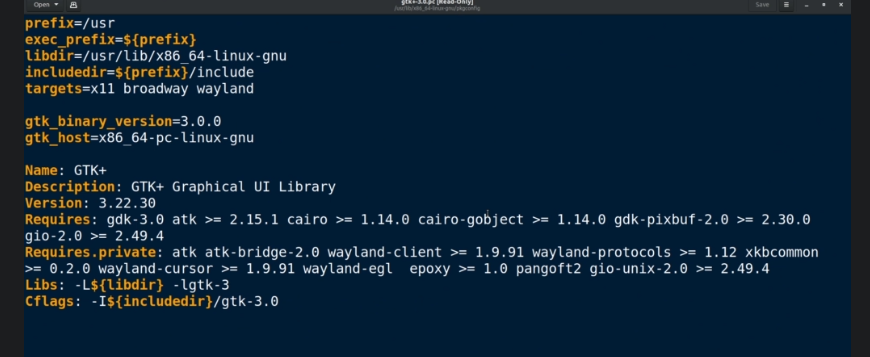 Open
gtk+-3.0.pc [Read-Only]
/usr/lib/x86_64-linux-gnu/pkgconfig
Save
prefix=/usr
exec_prefix=${prefix}
libdir=/usr/lib/x86_64-linux-gnu
includedir=${prefix}/include
targets=x11 broadway wayland
gtk_binary_version=3.0.0
gtk_host=x86_64-pc-linux-gnu
Name: GTK+
Description: GTK+ Graphical UI Library
Version: 3.22.30
Requires: gdk-3.0 atk >= 2.15.1 cairo >= 1.14.0 cairo-gobject >= 1.14.0 gdk-pixbuf-2.0 >= 2.30.0
gio-2.0 >= 2.49.4
Requires.private: atk atk-bridge-2.0 wayland-client >= 1.9.91 wayland-protocols >= 1.12 xkbcommon
>= 0.2.0 wayland-cursor >= 1.9.91 wayland-egl  epoxy >= 1.0 pangoft2 gio-unix-2.0 >= 2.49.4
Libs: -L${libdir} -lgtk-3
Cflags: -I${includedir}/gtk-3.0